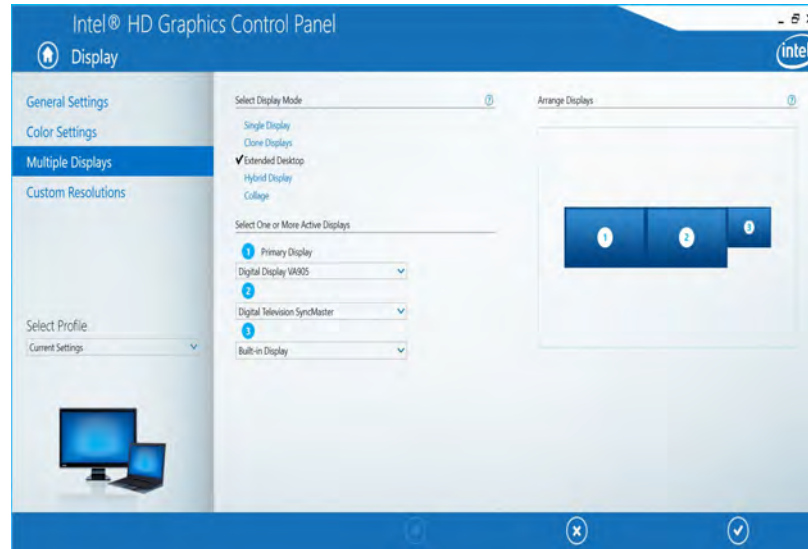 Intel® HD Graphics Control Panel
Display
intel
General Settings
Color Settings
Multiple Displays
Custom Resolutions
Select Profile
Current Settings
Select Display Mode
?
Single Display
Clone Displays
Extended Desktop
Hybrid Display
Collage
Select One or More Active Displays
1 Primary Display
Digital Display VA905
2
Digital Television SyncMaster
3
Built-in Display
Arrange Displays
?
1 2 3